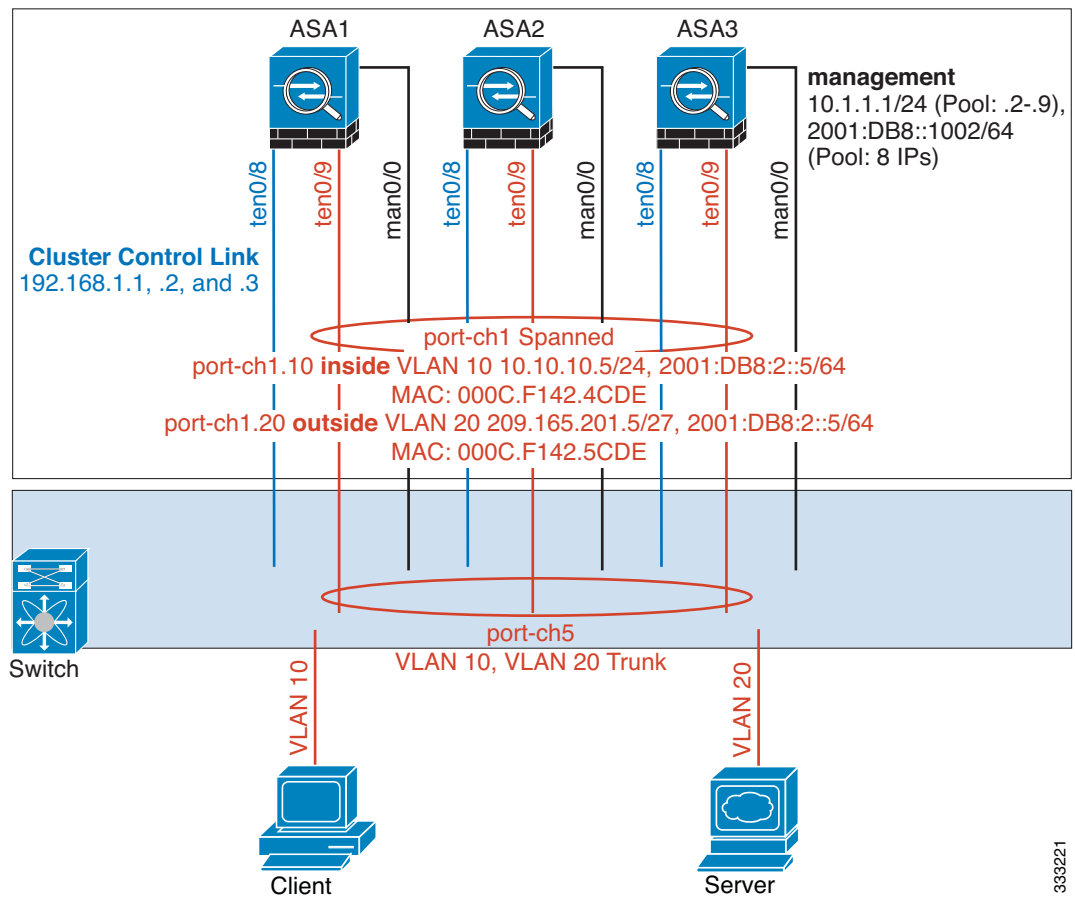 ASA1
ASA2
ASA3
management
10.1.1.1/24 (Pool: .2-.9),
2001:DB8::1002/64
(Pool: 8 IPs)
ten0/8
ten0/9
man0/0
ten0/8
ten0/9
man0/0
ten0/8
ten0/9
man0/0
Cluster Control Link
192.168.1.1, .2, and .3
port-ch1 Spanned
port-ch1.10 inside VLAN 10 10.10.10.5/24, 2001:DB8:2::5/64
MAC: 000C.F142.4CDE
port-ch1.20 outside VLAN 20 209.165.201.5/27, 2001:DB8:2::5/64
MAC: 000C.F142.5CDE
Switch
port-ch5
VLAN 10, VLAN 20 Trunk
VLAN 10
VLAN 20
Client
Server
333221